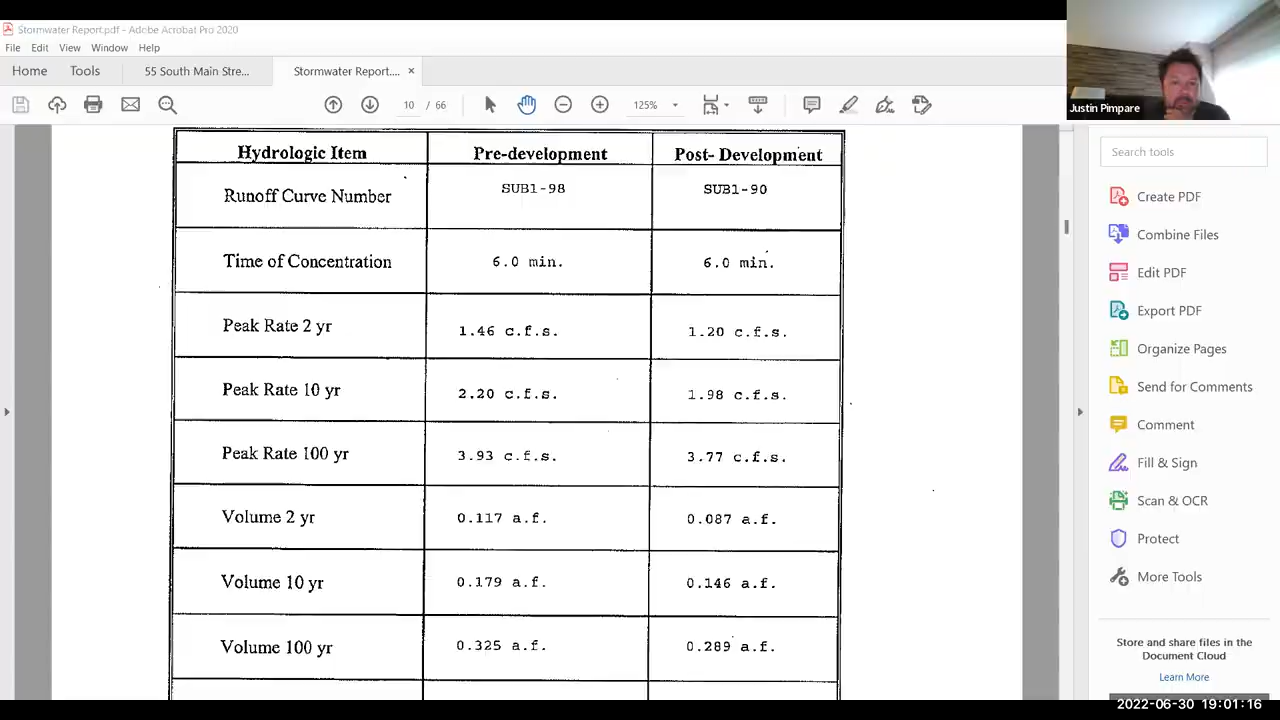 Stormwater Report.pdf - Adobe Acrobat Pro 2020
File Edit View Window Help
Home Tools 55 South Main Stre... Stormwater Report.... ×
10 / 66 125%
Justin Pimpare
Hydrologic Item Pre-development Post- Development
Runoff Curve Number SUB1-98 SUB1-90
Time of Concentration 6.0 min. 6.0 min.
Peak Rate 2 yr 1.46 c.f.s. 1.20 c.f.s.
Peak Rate 10 yr 2.20 c.f.s. 1.98 c.f.s.
Peak Rate 100 yr 3.93 c.f.s. 3.77 c.f.s.
Volume 2 yr 0.117 a.f. 0.087 a.f.
Volume 10 yr 0.179 a.f. 0.146 a.f.
Volume 100 yr 0.325 a.f. 0.289 a.f.
Search tools
Create PDF
Combine Files
Edit PDF
Export PDF
Organize Pages
Send for Comments
Comment
Fill & Sign
Scan & OCR
Protect
More Tools
Store and share files in the
Document Cloud
Learn More
2022-06-30 19:01:16